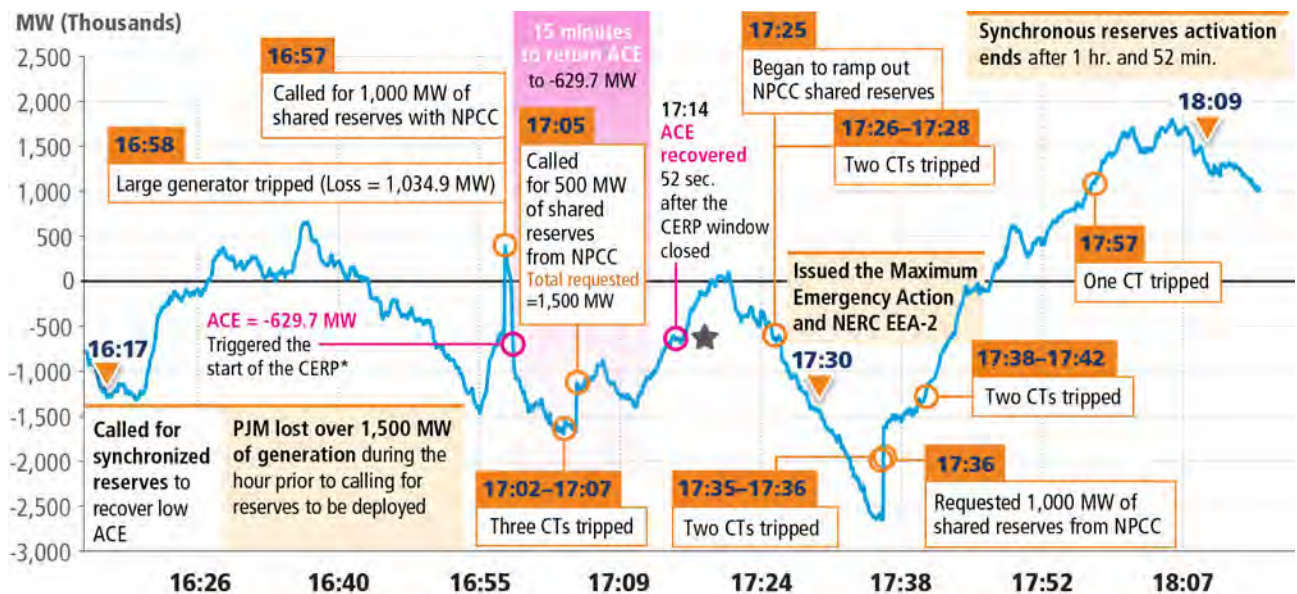 MW (Thousands)
2,500
2,000
1,500
1,000
500
0
-500
-1,000
-1,500
-2,000
-2,500
-3,000
16:17
Called for
synchronized
reserves to
recover low
ACE
PJM lost over 1,500 MW
of generation during the
hour prior to calling for
reserves to be deployed
16:58
Large generator tripped (Loss = 1,034.9 MW)
16:57
Called for 1,000 MW of
shared reserves with NPCC
ACE = -629.7 MW
Triggered the
start of the CERP*
15 minutes
to return ACE
to -629.7 MW
17:05
Called
for 500 MW
of shared
reserves
from NPCC
Total requested
=1,500 MW
17:02–17:07
Three CTs tripped
17:14
ACE
recovered
52 sec.
after the
CERP window
closed
17:25
Began to ramp out
NPCC shared reserves
17:26–17:28
Two CTs tripped
Issued the Maximum
Emergency Action
and NERC EEA-2
17:30
17:35–17:36
Two CTs tripped
17:36
Requested 1,000 MW of
shared reserves from NPCC
17:38–17:42
Two CTs tripped
17:57
One CT tripped
Synchronous reserves activation
ends after 1 hr. and 52 min.
18:09
16:26
16:40
16:55
17:09
17:24
17:38
17:52
18:07